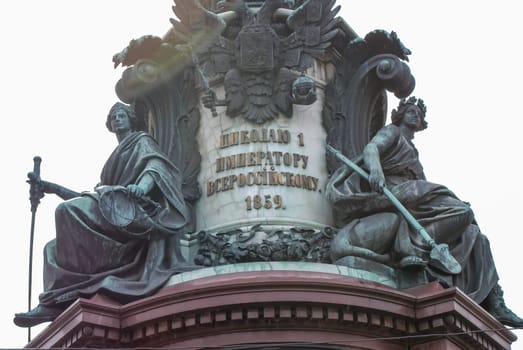 НИКОЛАЮ I
ИМПЕРАТОРУ
ВСЕРОССІЙСКОМУ.
1859.